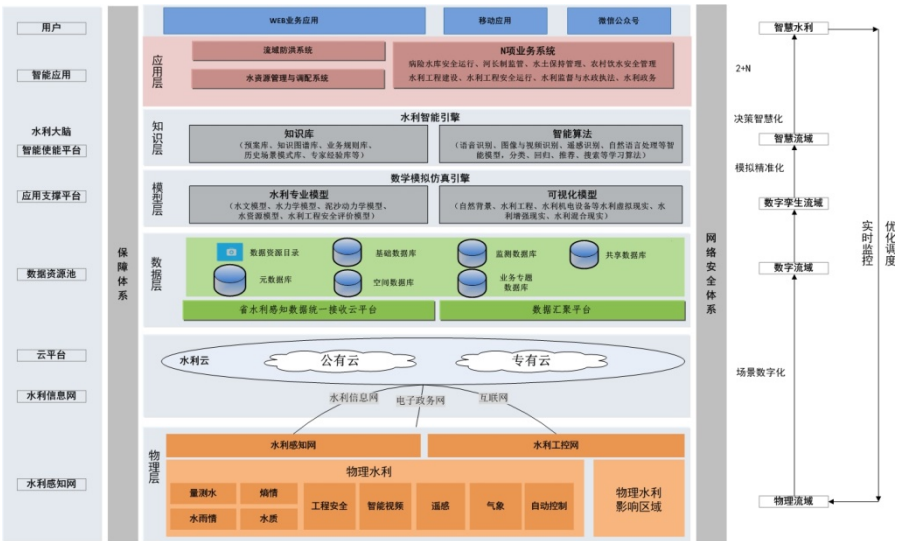 用户
智能应用
水利大脑
智能使能平台
应用支撑平台
数据资源池
云平台
水利信息网
水利感知网
保障体系
WEB业务应用
移动应用
微信公众号
应用层
流域防洪系统
水资源管理与调配系统
N项业务系统
病险水库安全运行、河长制监管、水土保持管理、农村饮水安全管理
水利工程建设、水利工程安全运行、水利监督与水政执法、水利政务
知识层
水利智能引擎
知识库
(预案库、知识图谱库、业务规则库、
历史场景模式库、专家经验库等)
智能算法
(语音识别、图像与视频识别、遥感识别、自然语言处理等智
能模型，分类、回归、推荐、搜索等学习算法)
模型层
数学模拟仿真引擎
水利专业模型
(水文模型、水力学模型、泥沙动力学模型、
水资源模型、水利工程安全评价模型)
可视化模型
(自然背景、水利工程、水利机电设备等水利虚拟现实、水
利增强现实、水利混合现实)
数据层
数据资源目录
基础数据库
监测数据库
共享数据库
元数据库
空间数据库
业务专题
数据库
省水利感知数据统一接收云平台
数据汇聚平台
水利云
公有云
专有云
水利信息网
电子政务网
互联网
物理层
水利感知网
水利工控网
物理水利
量测水
熵情
水雨情
水质
工程安全
智能视频
遥感
气象
自动控制
物理水利
影响区域
网络安全体系
智慧水利
2+N
决策智慧化
智慧流域
模拟精准化
数字孪生流域
数字流域
场景数字化
物理流域
实时监控
优化调度